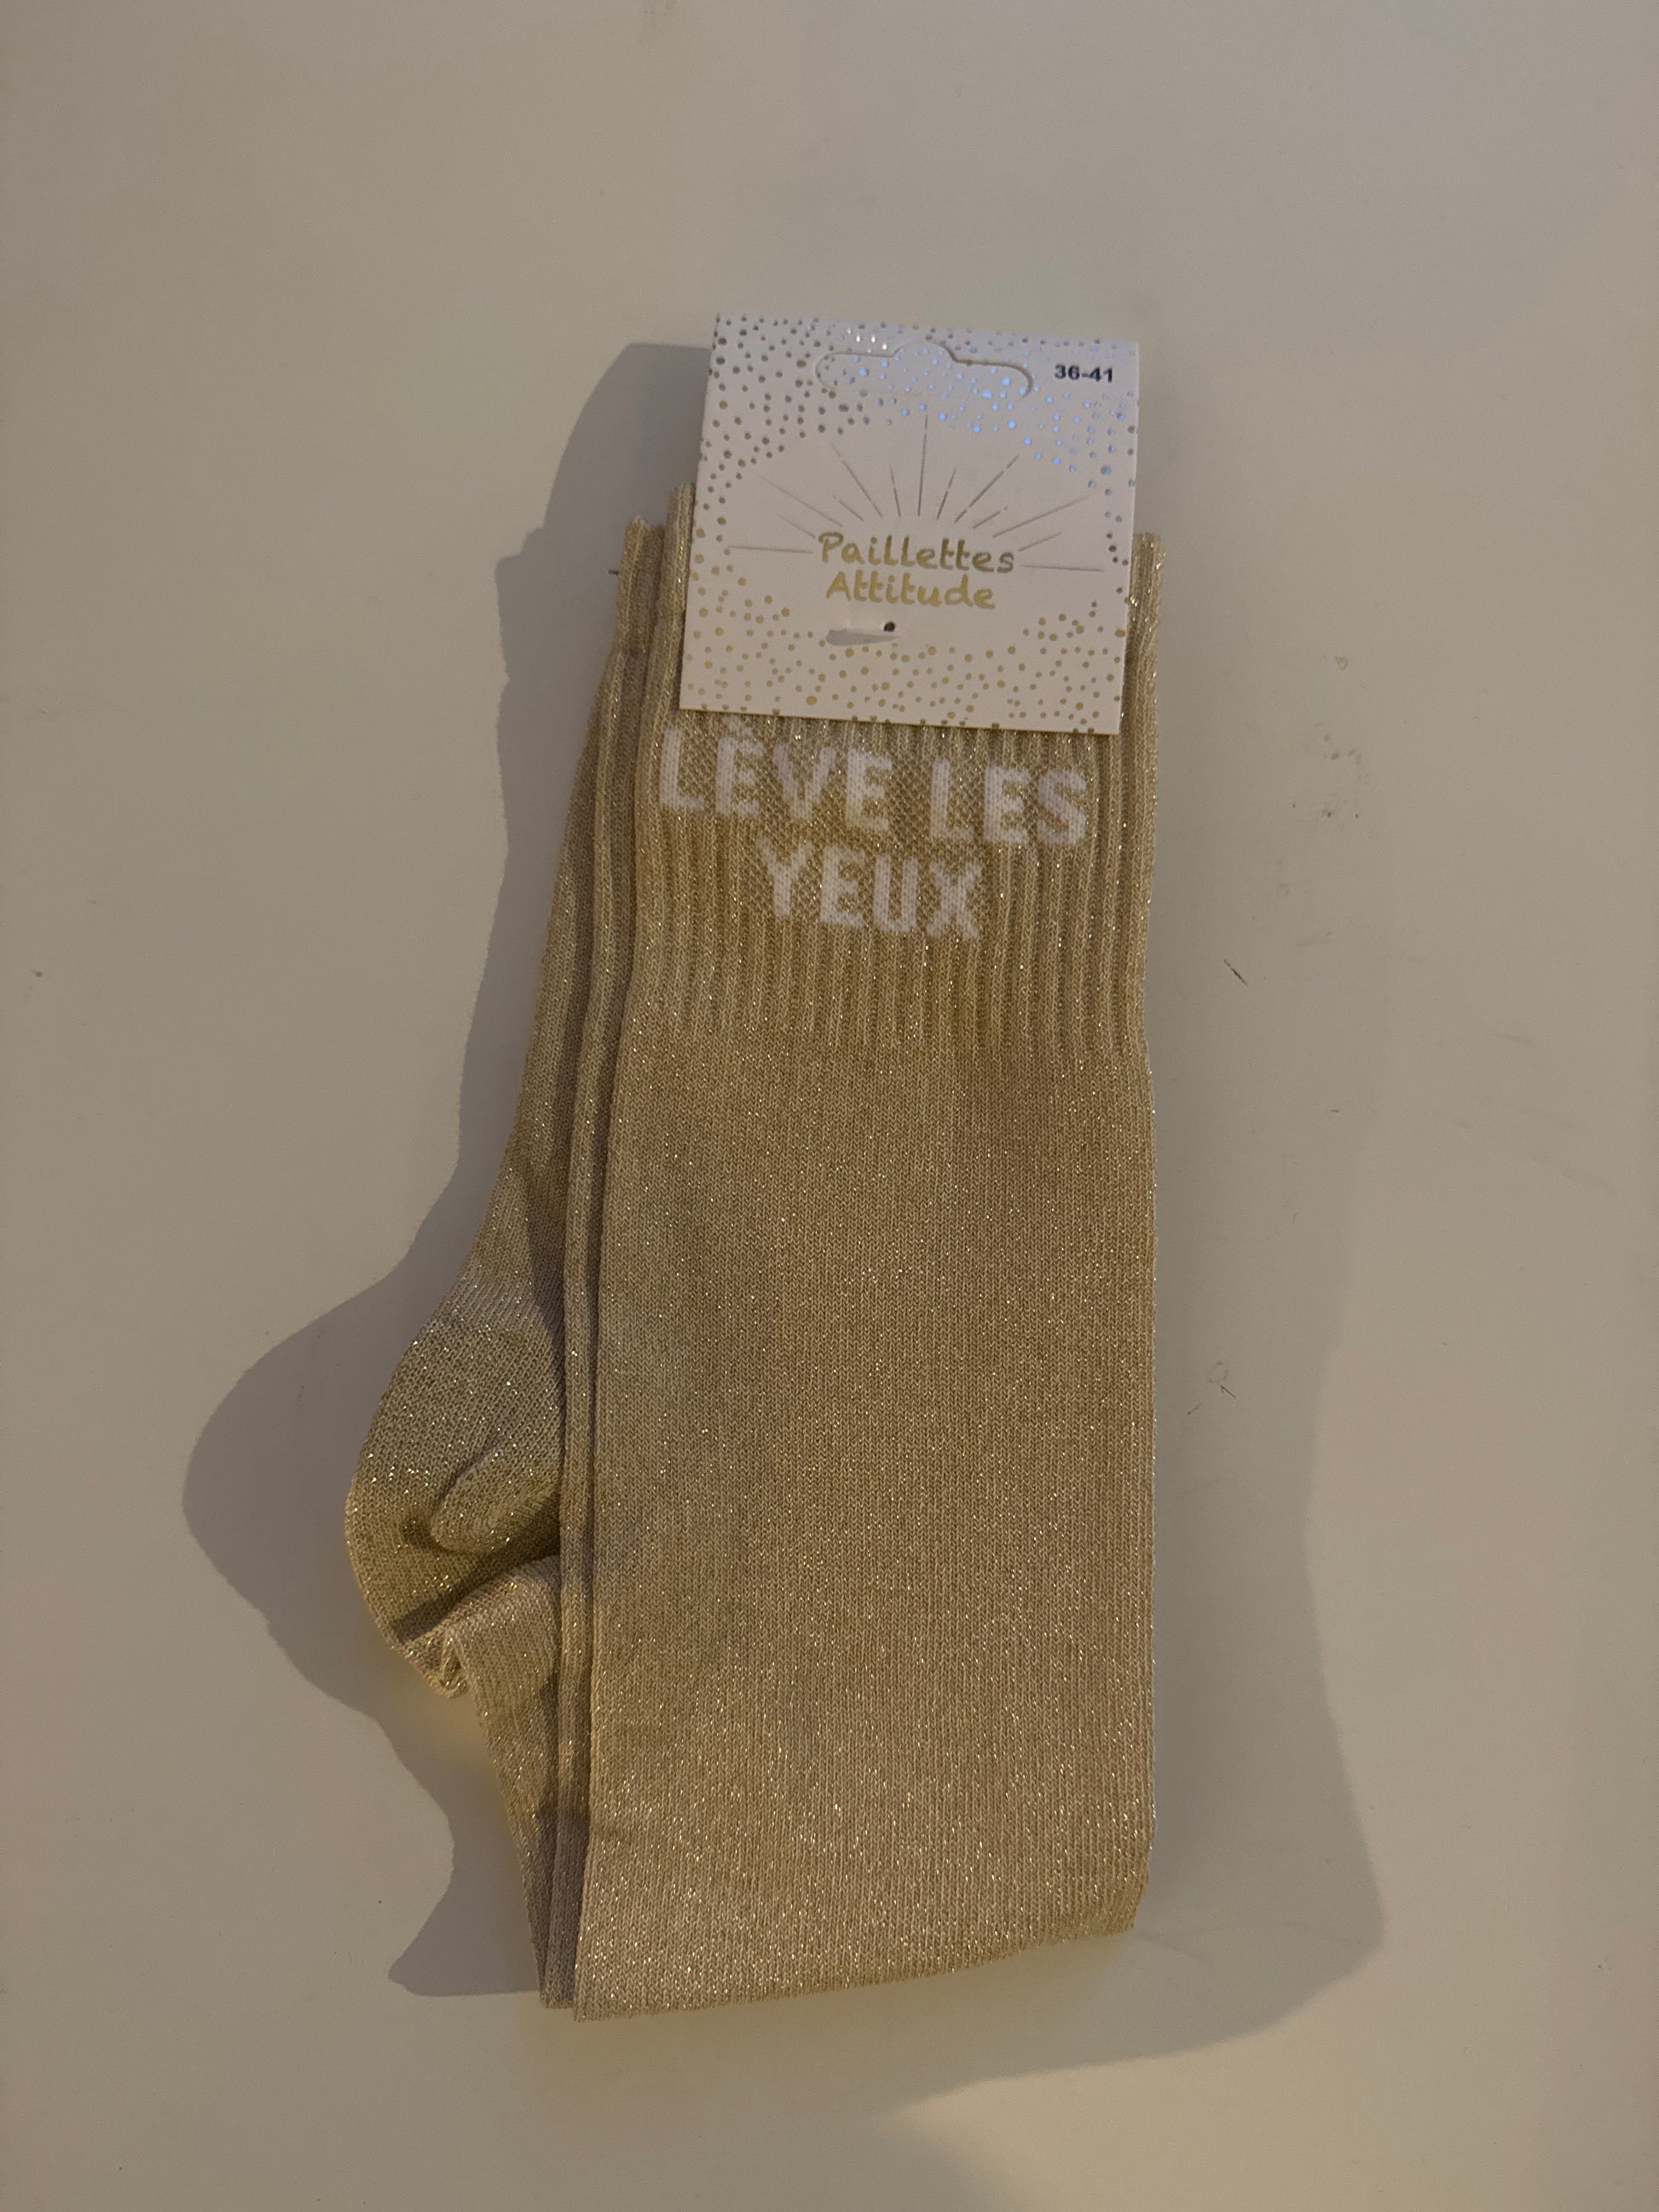 36-41
Paillettes
Attitude
LÈVE LES
YEUX